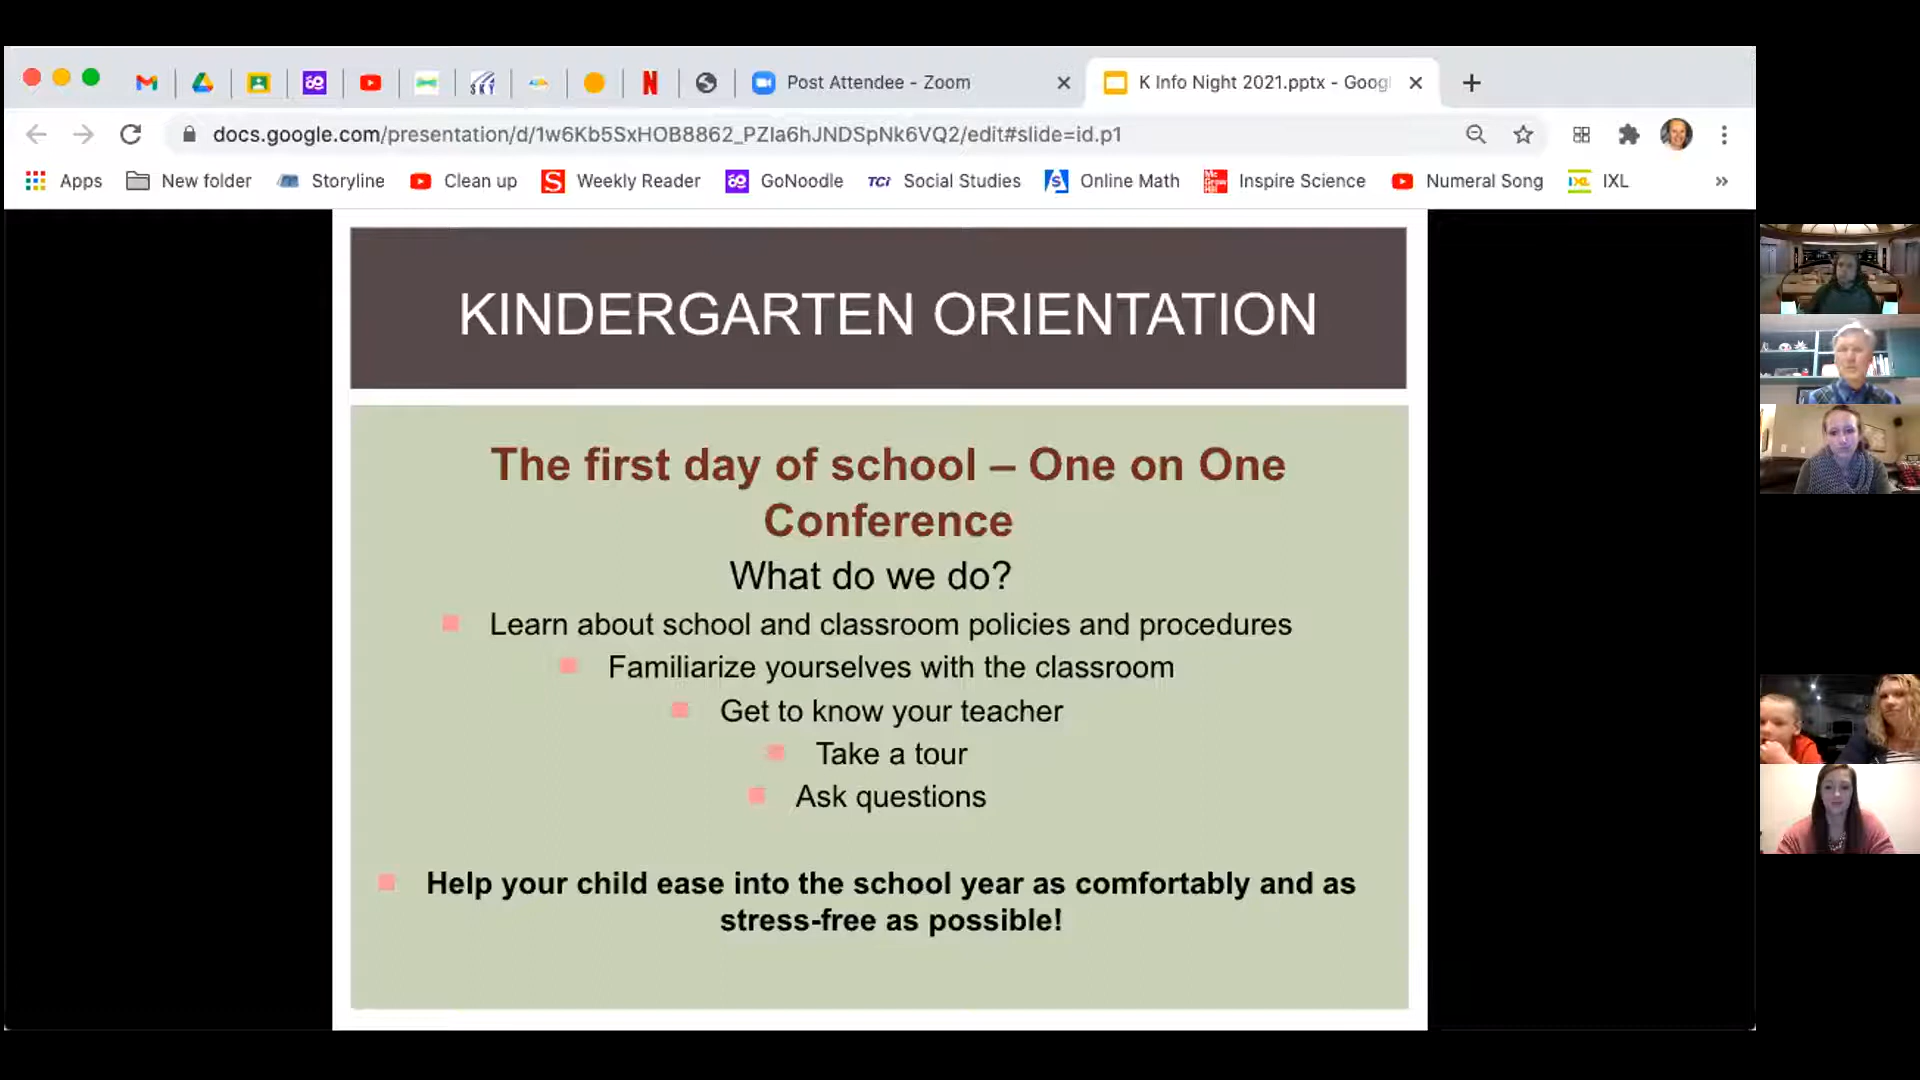 Post Attendee - Zoom
K Info Night 2021.pptx - Googl
docs.google.com/presentation/d/1w6Kb5SxHOB8862_PZIa6hJNDSpNk6VQ2/edit#slide=id.p1
Apps New folder Storyline Clean up Weekly Reader GoNoodle TCi Social Studies Online Math Inspire Science Numeral Song IXL IXL »
KINDERGARTEN ORIENTATION
The first day of school – One on One
Conference
What do we do?
Learn about school and classroom policies and procedures
Familiarize yourselves with the classroom
Get to know your teacher
Take a tour
Ask questions
Help your child ease into the school year as comfortably and as
stress-free as possible!